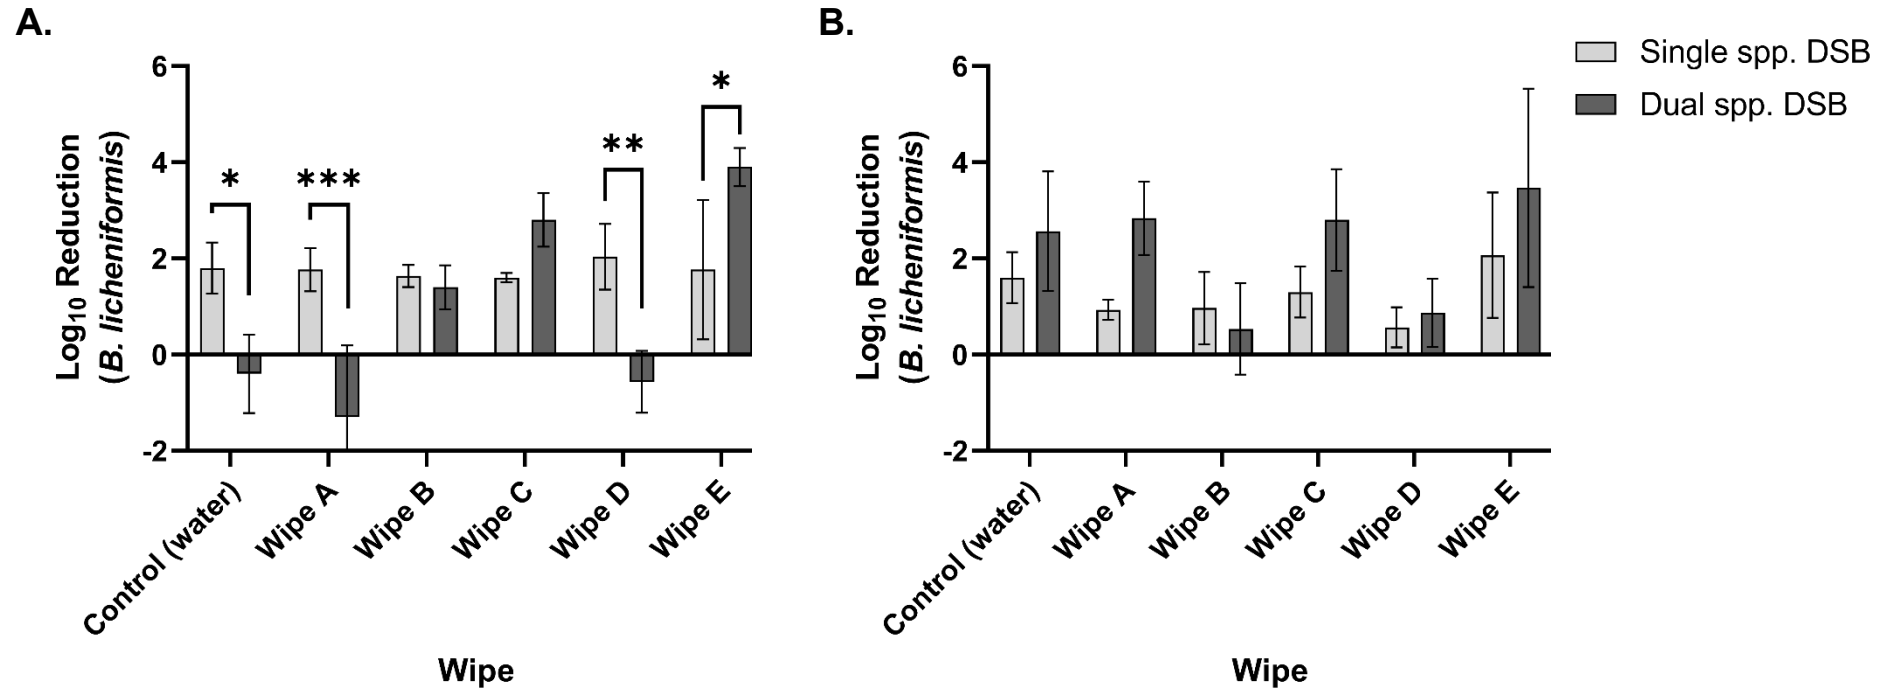 A.
6
4
2
0
-2
Log10 Reduction
(B. licheniformis)
*
***
**
*
Control (water)
Wipe A
Wipe B
Wipe C
Wipe D
Wipe E
Wipe
B.
6
4
2
0
-2
Log10 Reduction
(B. licheniformis)
Control (water)
Wipe A
Wipe B
Wipe C
Wipe D
Wipe E
Wipe
Single spp. DSB
Dual spp. DSB